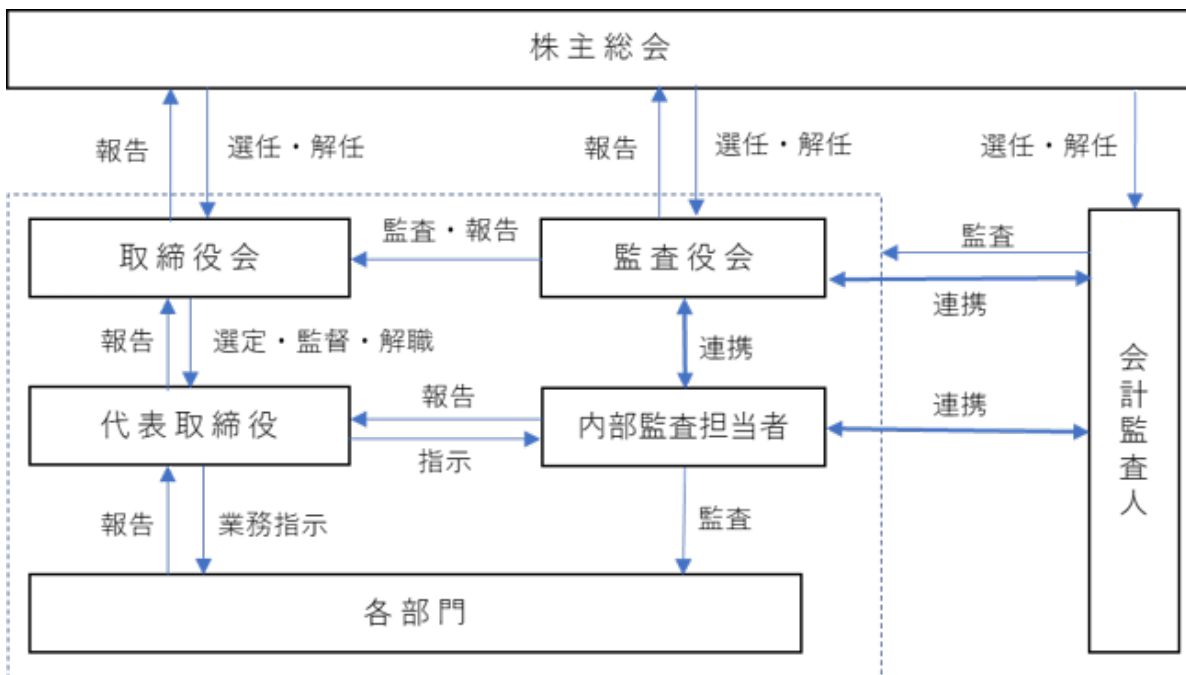 株主総会
報告
選任・解任
報告
選任・解任
選任・解任
取締役会
監査・報告
監査役会
監査
連携
報告
選定・監督・解職
連携
代表取締役
報告
指示
内部監査担当者
連携
会計監査人
報告
業務指示
監査
各部門